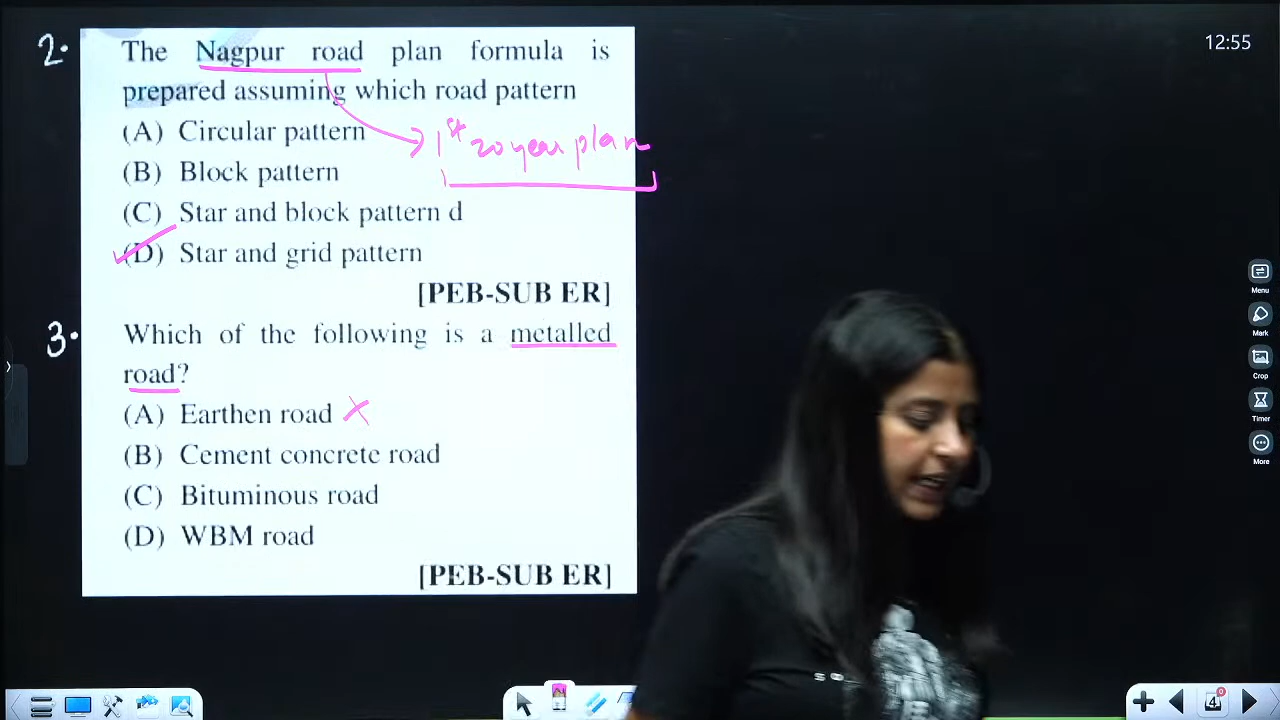 12:55
2.
The Nagpur road plan formula is
prepared assuming which road pattern
(A) Circular pattern
1st 20 year plan
(B) Block pattern
(C) Star and block pattern d
(D) Star and grid pattern
[PEB-SUB ER]
3.
Which of the following is a metalled
road?
(A) Earthen road
(B) Cement concrete road
(C) Bituminous road
(D) WBM road
[PEB-SUB ER]
Menu
Mark
Crop
Timer
More
4
0